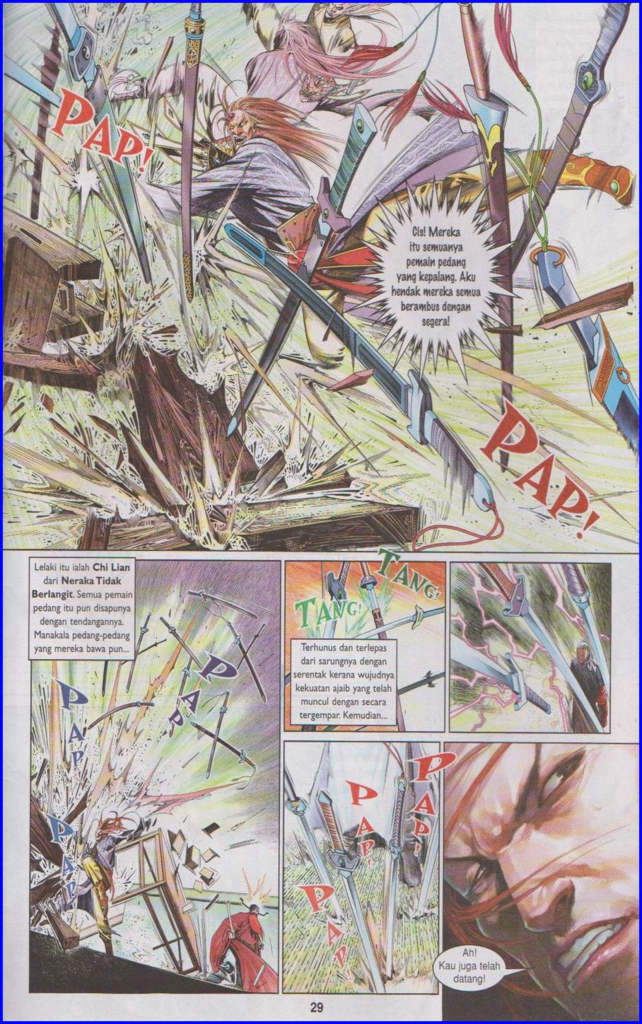 PAP!
Cis! Mereka
itu semuanya
pemain pedang
yang kepalang. Aku
hendak mereka semua
berambus dengan
segera!
PAP!
Lelaki itu ialah Chi Lian
dari Neraka Tidak
Berlangit. Semua pemain
pedang itu pun disapunya
dengan tendangannya.
Manakala pedang-pedang
yang mereka bawa pun...
PAP
PAP
PAP
PAP
TANG!
TANG!
Terhunus dan terlepas
dari sarungnya dengan
serentak kerana wujudnya
kekuatan ajaib yang telah
muncul dengan secara
tergempar. Kemudian...
PAP
PAP
PAP
PAP
PAP
Ah!
Kau juga telah
datang!
29